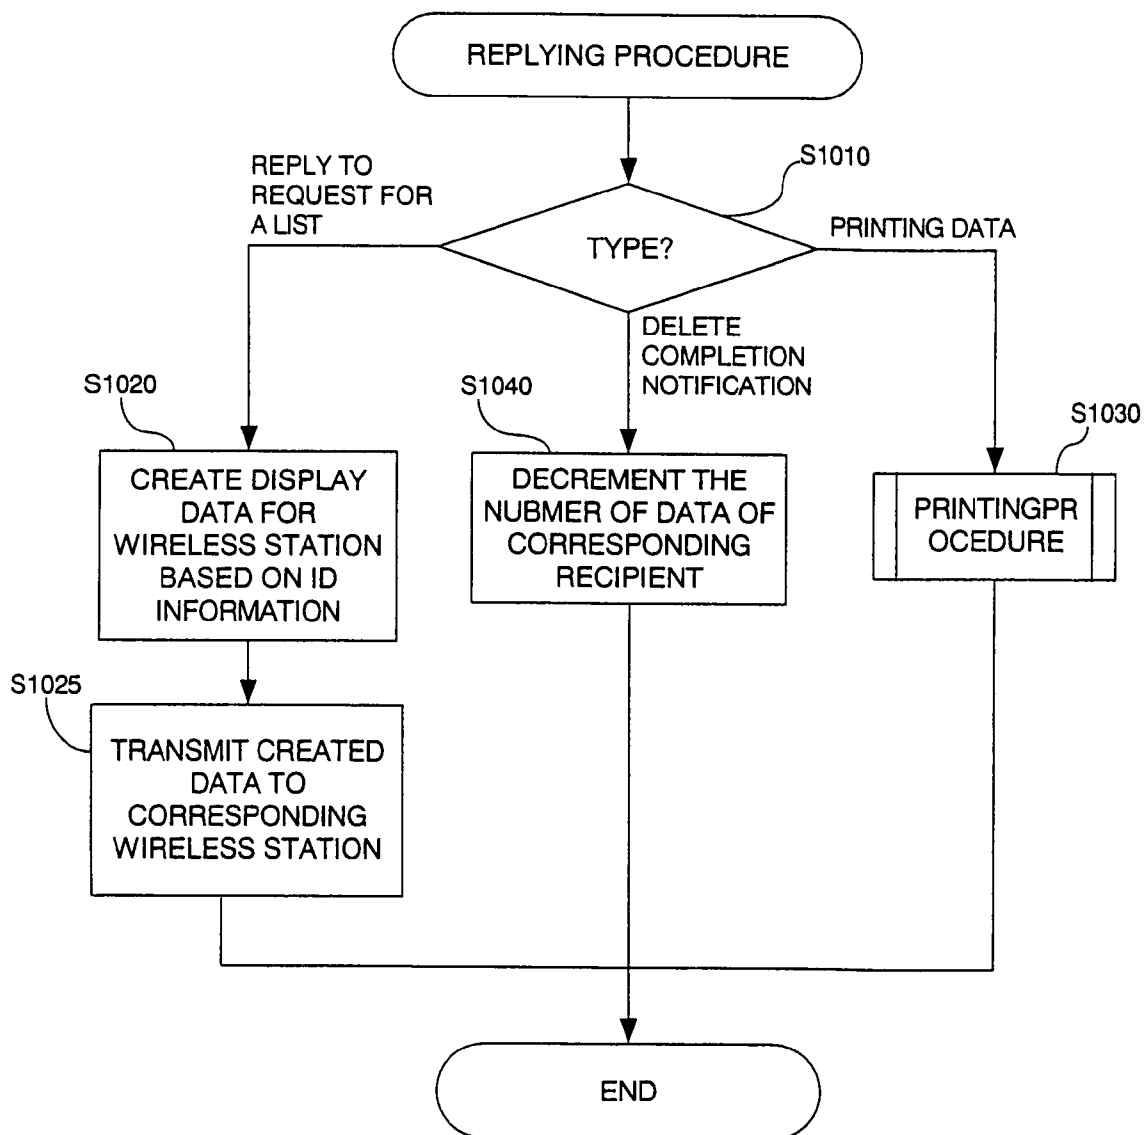 REPLYING PROCEDURE
S1010
REPLY TO
REQUEST FOR
A LIST
TYPE?
PRINTING DATA
DELETE
COMPLETION
NOTIFICATION
S1020
CREATE DISPLAY
DATA FOR
WIRELESS STATION
BASED ON ID
INFORMATION
S1040
DECREMENT THE
NUBMER OF DATA OF
CORRESPONDING
RECIPIENT
S1030
PRINTINGPR
OCEDURE
S1025
TRANSMIT CREATED
DATA TO
CORRESPONDING
WIRELESS STATION
END